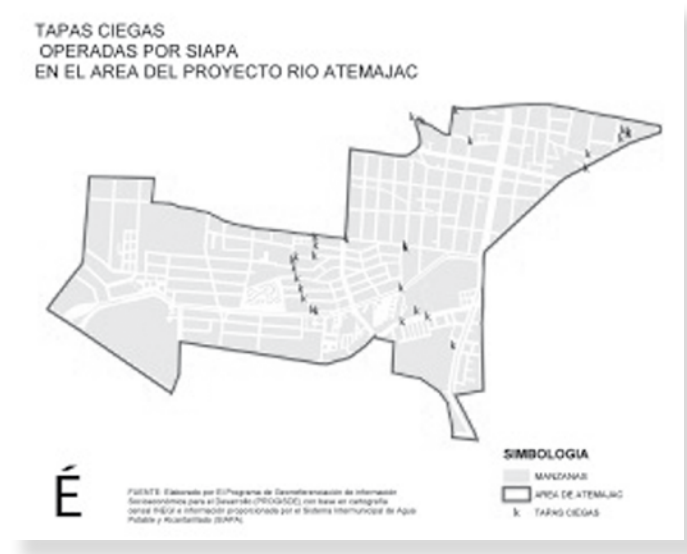 TAPAS CIEGAS
OPERADAS POR SIAPA
EN EL AREA DEL PROYECTO RIO ATEMAJAC
k k k k k k k k
k k k k k k k k k k
k k k k k k
SIMBOLOGIA
MANZANAS
AREA DE ATEMAJAC
k TAPAS CIEGAS
É
FUENTE: Elaborado por El Programa de Georreferenciación de información
Socioeconómica para el Desarrollo (PROGISDE), con base en cartografía
censal INEGI e información proporcionada por el Sistema Intermunicipal de Agua
Potable y Alcantarillado (SIAPA).